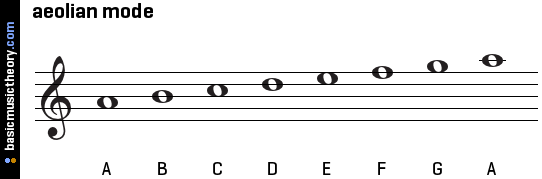 aeolian mode
basicmusictheory.com
A B C D E F G A